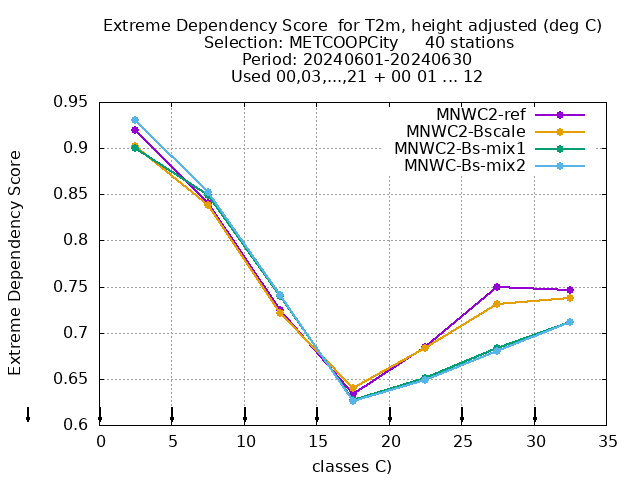 Extreme Dependency Score  for T2m, height adjusted (deg C)
Selection: METCOOPCity     40 stations
Period: 20240601-20240630
Used 00,03,...,21 + 00 01 ... 12
MNWC2-ref
MNWC2-Bscale
MNWC2-Bs-mix1
MNWC-Bs-mix2
Extreme Dependency Score
0.95
0.9
0.85
0.8
0.75
0.7
0.65
0.6
0 5 10 15 20 25 30 35
classes C)